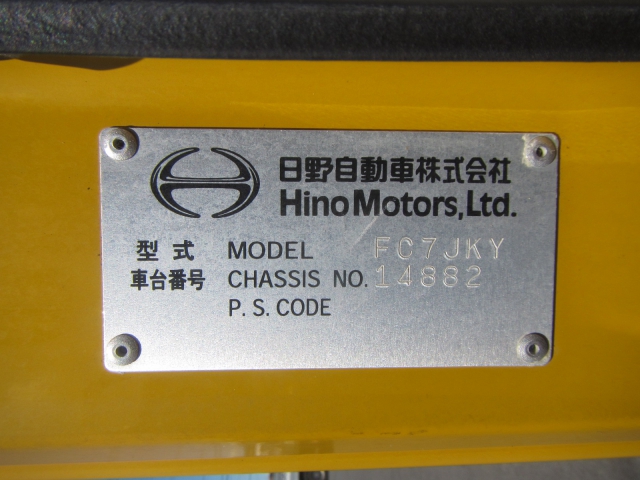 日野自動車株式会社
Hino Motors, Ltd.
型式 MODEL FC7JKY
車台番号 CHASSIS NO. 14882
P. S. CODE